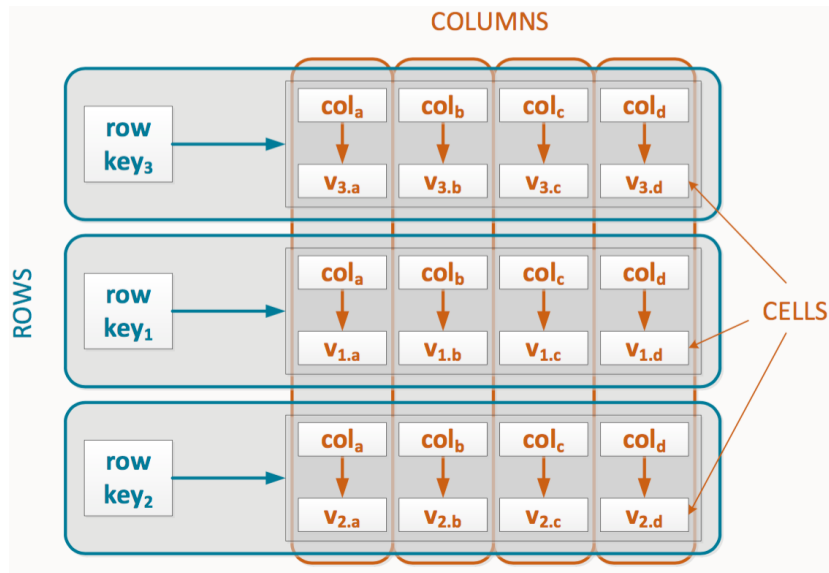 COLUMNS
colₐ col_b col_c col_d
row
key₃
v₃.ₐ v₃.b v₃.c v₃.d
ROWS
colₐ col_b col_c col_d
row
key₁
CELLS
v₁.ₐ v₁.b v₁.c v₁.d
colₐ col_b col_c col_d
row
key₂
v₂.ₐ v₂.b v₂.c v₂.d